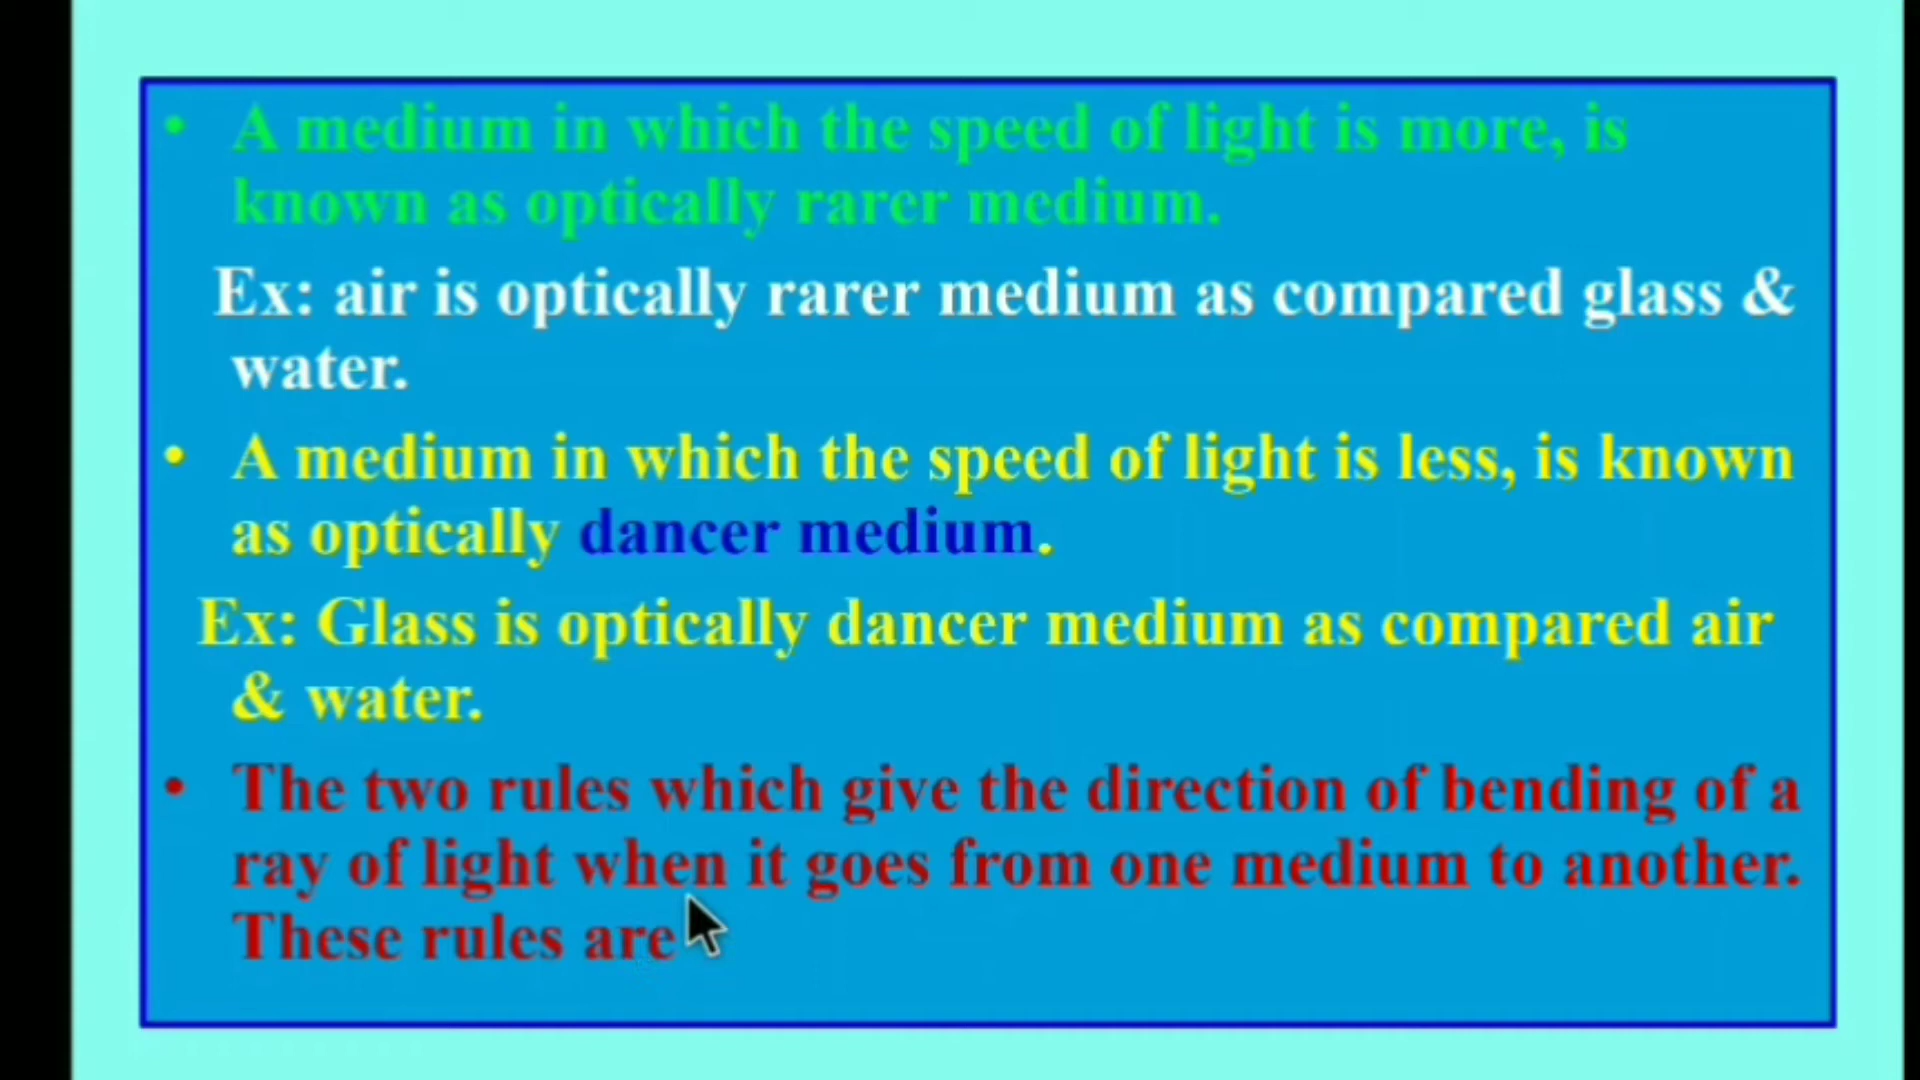 • A medium in which the speed of light is more, is
known as optically rarer medium.
Ex: air is optically rarer medium as compared glass &
water.
• A medium in which the speed of light is less, is known
as optically dancer medium.
Ex: Glass is optically dancer medium as compared air
& water.
• The two rules which give the direction of bending of a
ray of light when it goes from one medium to another.
These rules are